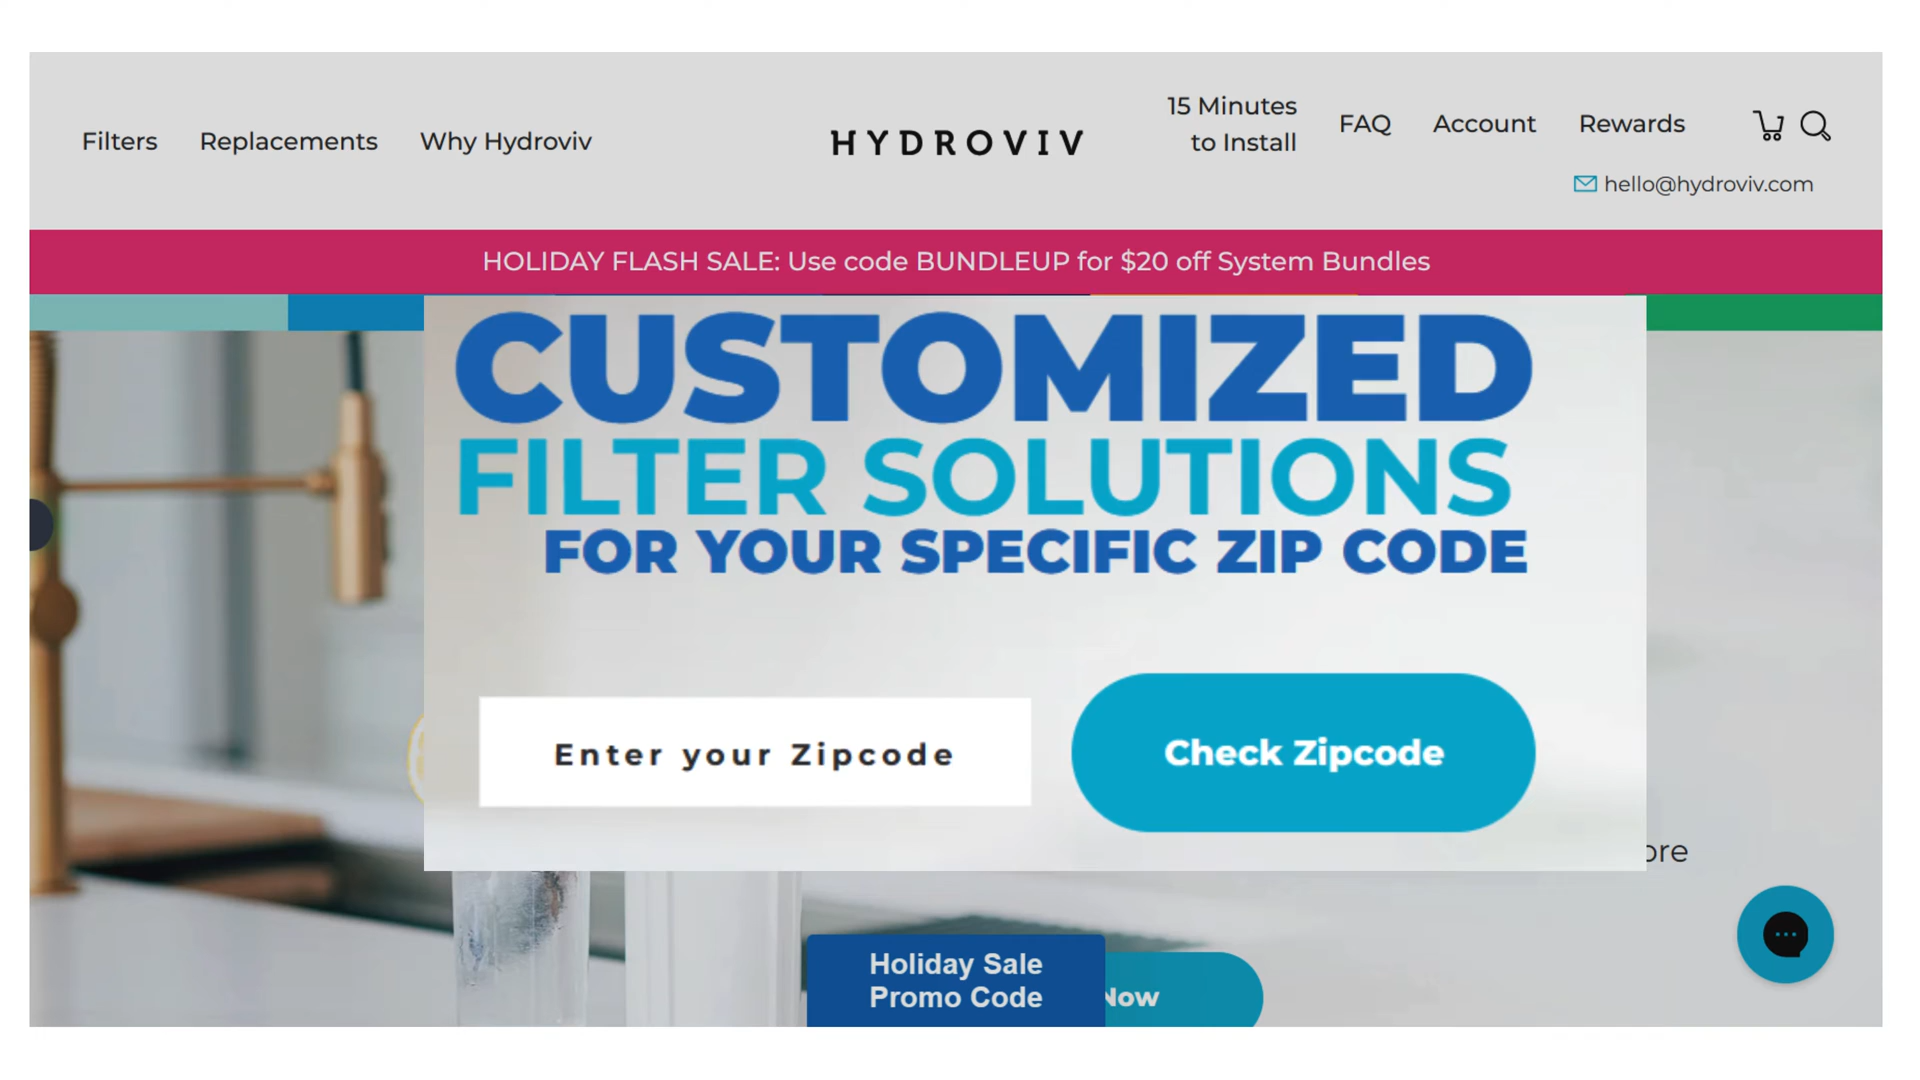 Filters Replacements Why Hydroviv
HYDROVIV
15 Minutes
to Install
FAQ Account Rewards
hello@hydroviv.com
HOLIDAY FLASH SALE: Use code BUNDLEUP for $20 off System Bundles
CUSTOMIZED
FILTER SOLUTIONS
FOR YOUR SPECIFIC ZIP CODE
Enter your Zipcode
Check Zipcode
Holiday Sale
Promo Code
Now